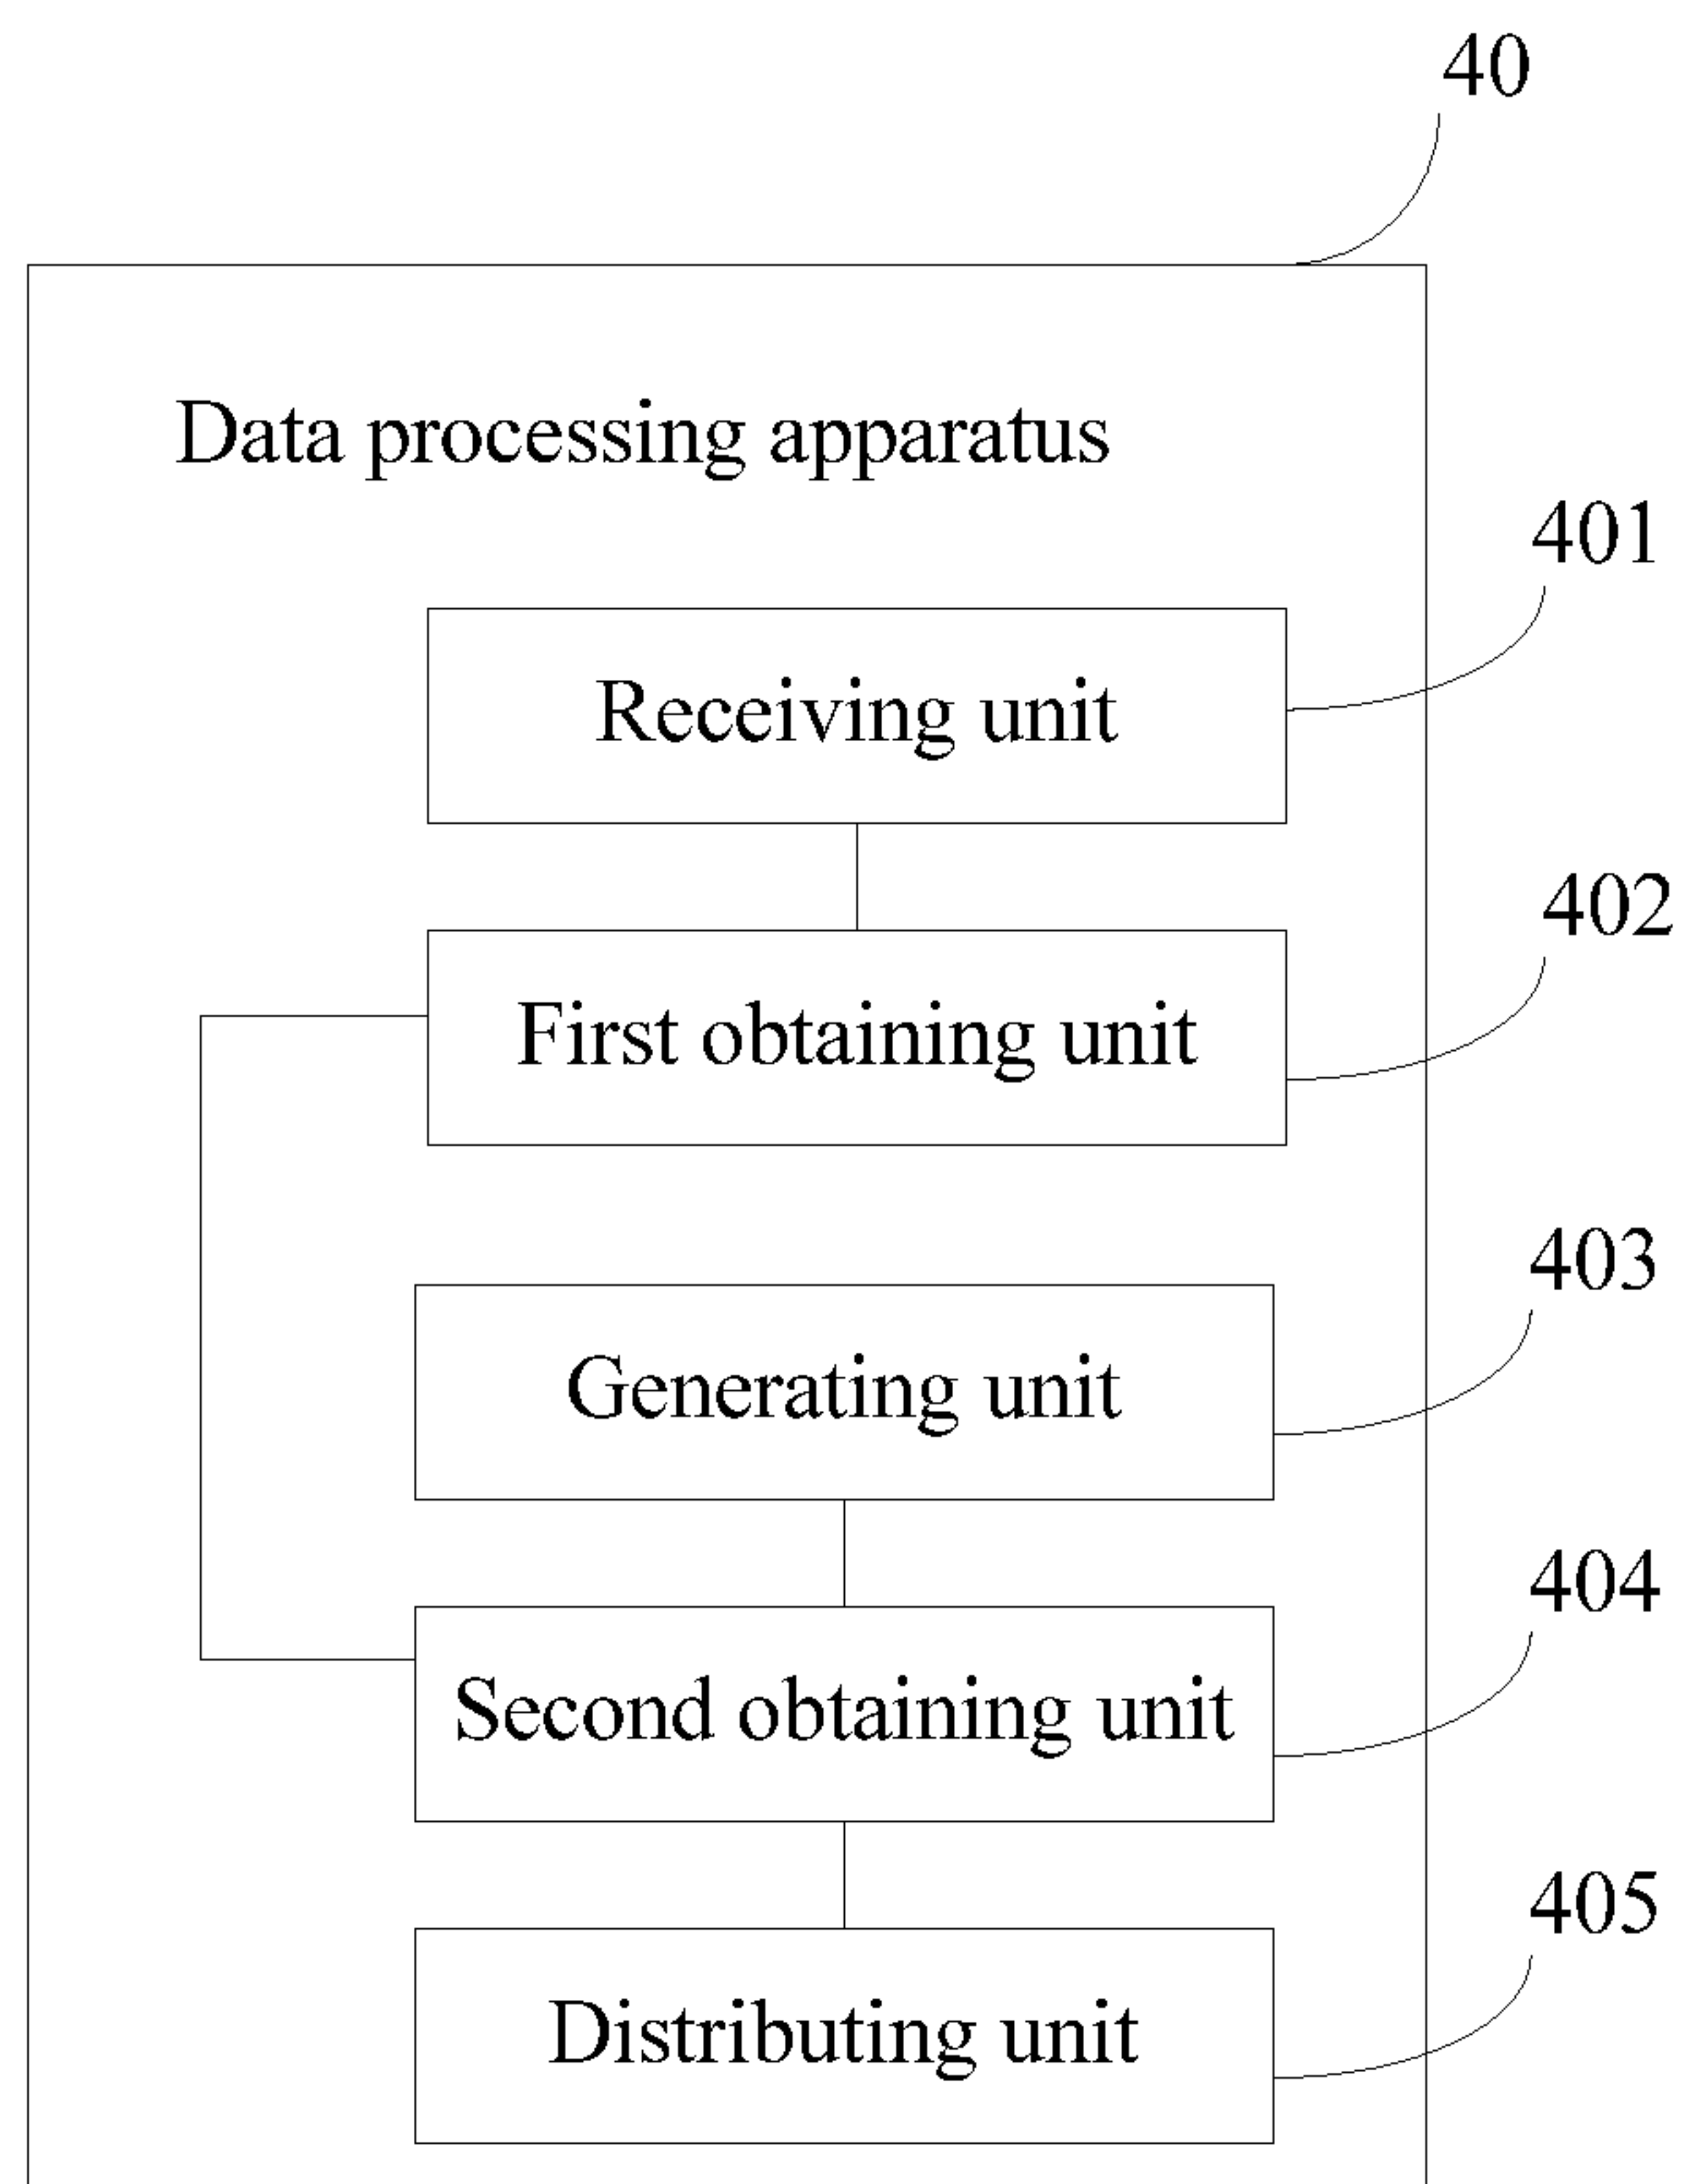 40
Data processing apparatus
401
Receiving unit
402
First obtaining unit
403
Generating unit
404
Second obtaining unit
405
Distributing unit